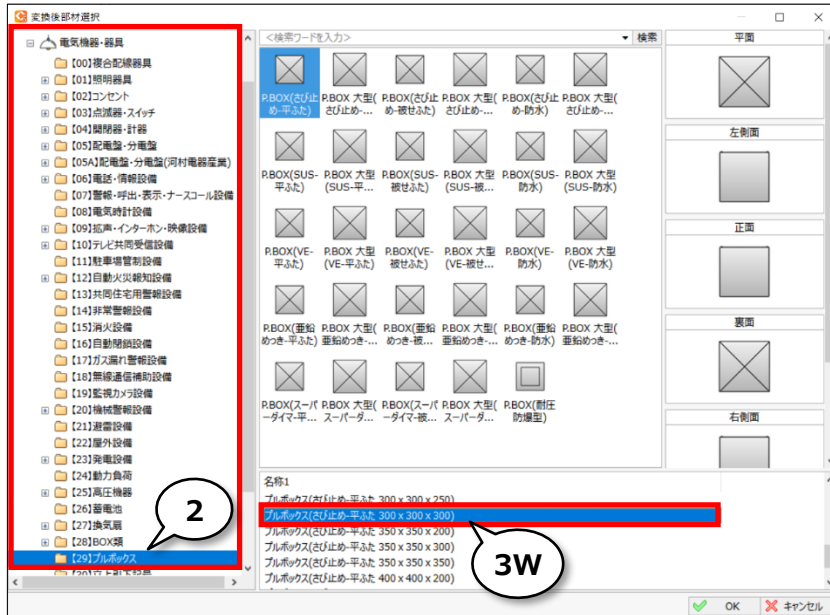 変換後部材選択
電気機器・器具
【00】複合配線器具
【01】照明器具
【02】コンセント
【03】点滅器・スイッチ
【04】開閉器・計器
【05】配電盤・分電盤
【05A】配電盤・分電盤(河村電器産業)
【06】電話・情報設備
【07】警報・呼出・表示・ナースコール設備
【08】電気時計設備
【09】拡声・インターホン・映像設備
【10】テレビ共同受信設備
【11】駐車場管制設備
【12】自動火災報知設備
【13】共同住宅用警報設備
【14】非常警報設備
【15】消火設備
【16】自動閉鎖設備
【17】ガス漏れ警報設備
【18】無線通信補助設備
【19】監視カメラ設備
【20】機械警報設備
【21】避雷設備
【22】屋外設備
【23】発電設備
【24】動力負荷
【25】高圧機器
【26】蓄電池
【27】換気扇
【28】BOX類
【29】プルボックス
2
<検索ワードを入力>
検索
P.BOX(さび止 P.BOX 大型( P.BOX(さび止 P.BOX 大型( P.BOX(さび止 P.BOX 大型(
め-平ふた) さび止め-... め-被せふた) さび止め-... め-防水) さび止め-...
P.BOX(SUS- P.BOX 大型 P.BOX(SUS- P.BOX 大型 P.BOX(SUS- P.BOX 大型
平ふた) (SUS-平... 被せふた) (SUS-被... 防水) (SUS-防水)
P.BOX(VE- P.BOX 大型 P.BOX(VE- P.BOX 大型 P.BOX(VE- P.BOX 大型
平ふた) (VE-平ふた) 被せふた) (VE-被せ... 防水) (VE-防水)
P.BOX(亜鉛 P.BOX 大型( P.BOX(亜鉛 P.BOX 大型( P.BOX(亜鉛 P.BOX 大型(
めつき-平ふた) 亜鉛めつき-... めつき-被... 亜鉛めつき-... めつき-防水) 亜鉛めつき-...
P.BOX(スーパ P.BOX 大型( P.BOX(スーパ P.BOX 大型( P.BOX(耐圧
ーダイマ-平... スーパーダ... ーダイマ-被... スーパーダ... 防爆型)
名称1
プルボックス(さび止め-平ふた 300 x 300 x 250)
プルボックス(さび止め-平ふた 300 x 300 x 300)
プルボックス(さび止め-平ふた 350 x 350 x 200)
プルボックス(さび止め-平ふた 350 x 350 x 300)
プルボックス(さび止め-平ふた 350 x 350 x 350)
プルボックス(さび止め-平ふた 400 x 400 x 200)
3W
平面
左側面
正面
裏面
右側面
OK
キャンセル